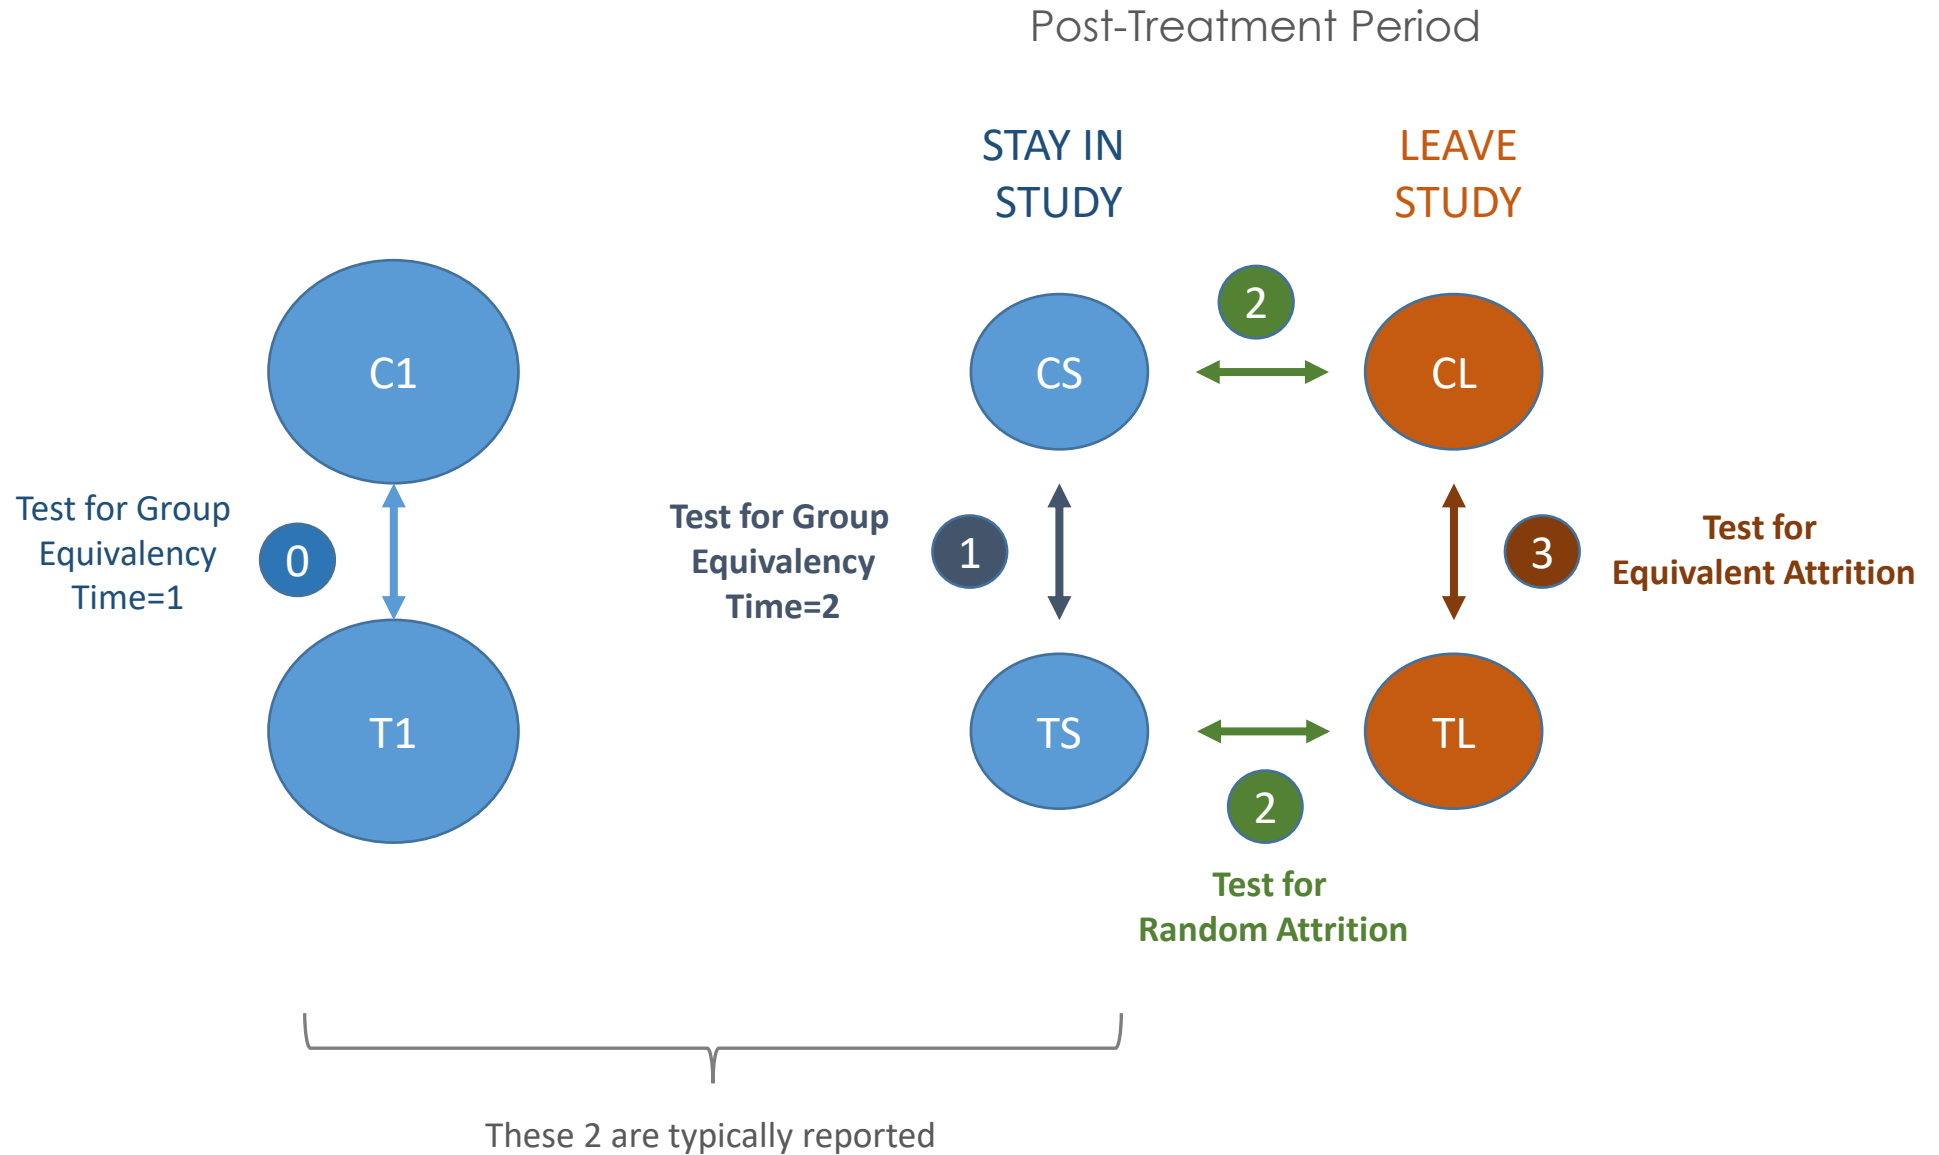 Post-Treatment Period
STAY IN
STUDY
LEAVE
STUDY
2
C1
CS
CL
Test for Group
Equivalency
Time=1
0
Test for Group
Equivalency
Time=2
1
3
Test for
Equivalent Attrition
T1
TS
TL
2
Test for
Random Attrition
These 2 are typically reported